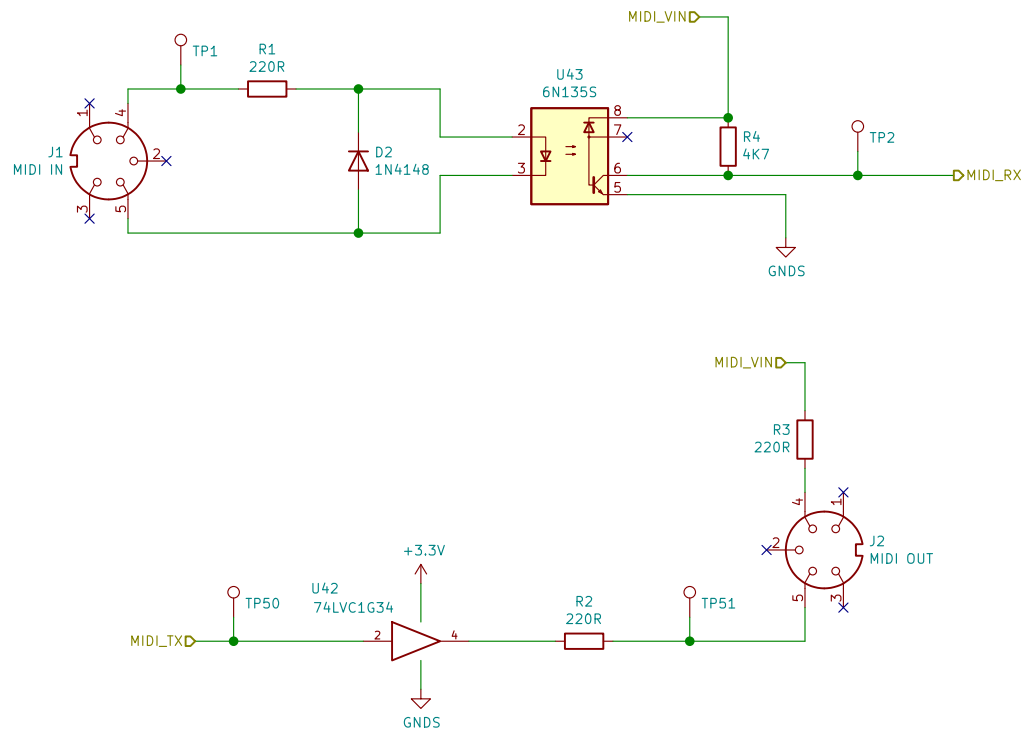 MIDI_VIN
TP1
R1
220R
U43
6N135S
1
4
8
2
7
R4
4K7
TP2
J1
MIDI IN
2
D2
1N4148
3
6
MIDI_RX
5
3
5
GNDS
MIDI_VIN
R3
220R
4
1
+3.3V
2
J2
MIDI OUT
U42
74LVC1G34
TP50
R2
220R
TP51
5
3
MIDI_TX
2
4
GNDS